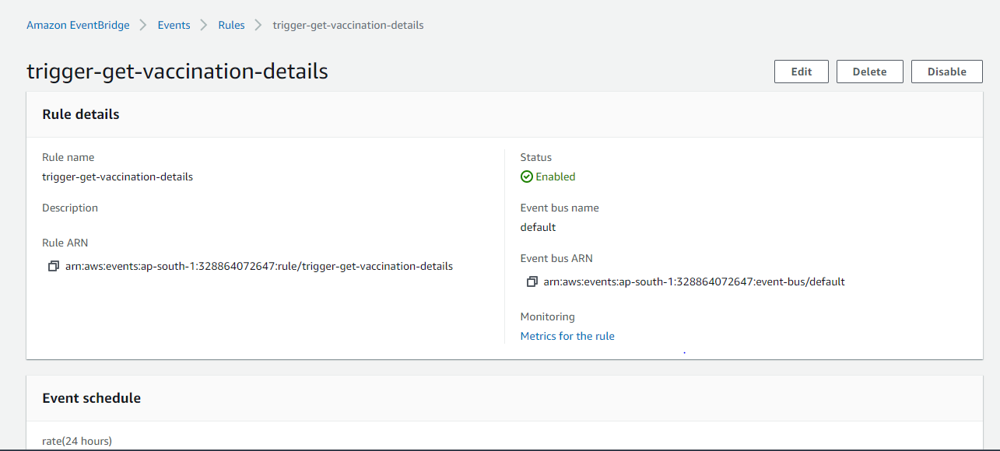 Amazon EventBridge > Events > Rules > trigger-get-vaccination-details
trigger-get-vaccination-details
Edit
Delete
Disable
Rule details
Rule name
trigger-get-vaccination-details
Description
Rule ARN
arn:aws:events:ap-south-1:328864072647:rule/trigger-get-vaccination-details
Status
Enabled
Event bus name
default
Event bus ARN
arn:aws:events:ap-south-1:328864072647:event-bus/default
Monitoring
Metrics for the rule
Event schedule
rate(24 hours)